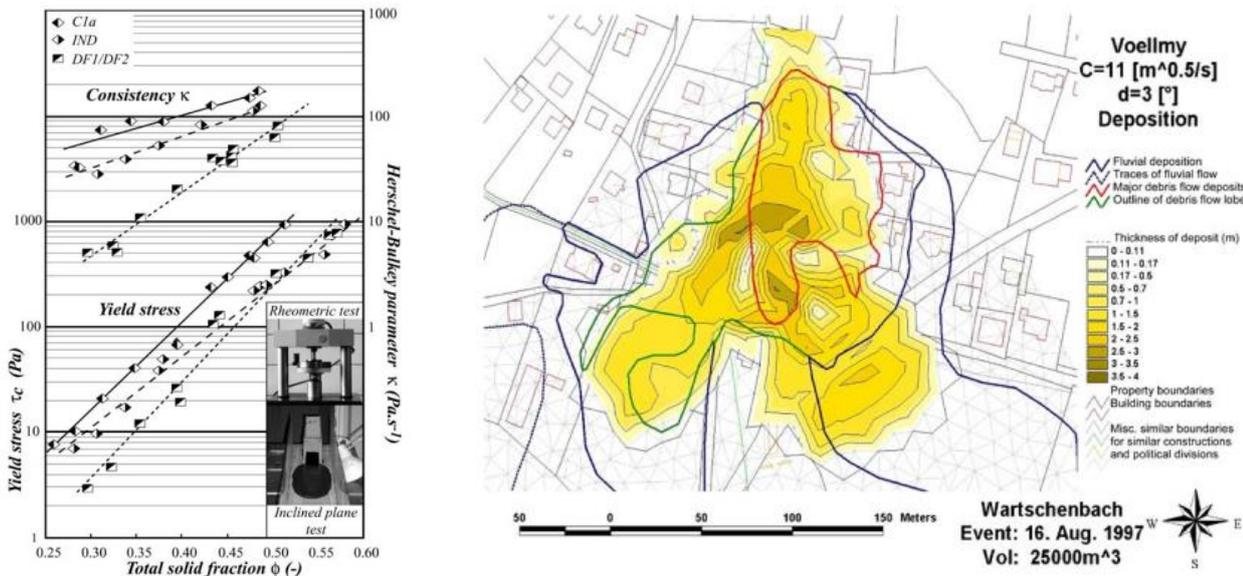 C1a
IND
DF1/DF2
Consistency κ
Yield stress
Rheometric test
Inclined plane
test
1000
100
10
1
Yield stress τc (Pa)
1000
100
10
1
Herschel-Bulkey parameter κ (Pa.s⁻¹)
0.25 0.30 0.35 0.40 0.45 0.50 0.55 0.60
Total solid fraction ϕ (-)
Voellmy
C=11 [m^0.5/s]
d=3 [°]
Deposition
Fluvial deposition
Traces of fluvial flow
Major debris flow deposits
Outline of debris flow lobe
Thickness of deposit (m)
0 - 0.11
0.11 - 0.17
0.17 - 0.5
0.5 - 0.7
0.7 - 1
1 - 1.5
1.5 - 2
2 - 2.5
2.5 - 3
3 - 3.5
3.5 - 4
Property boundaries
Building boundaries
Misc. similar boundaries
for similar constructions
and political divisions
50 0 50 100 150 Meters
Wartschenbach
Event: 16. Aug. 1997
Vol: 25000m^3
N
W E
S